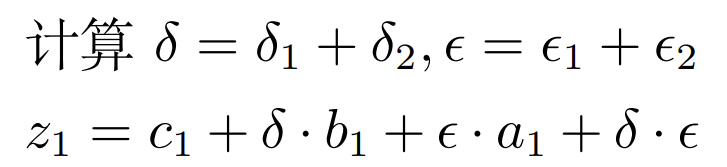 计算 δ = δ₁ + δ₂, ϵ = ϵ₁ + ϵ₂
z₁ = c₁ + δ · b₁ + ϵ · a₁ + δ · ϵ